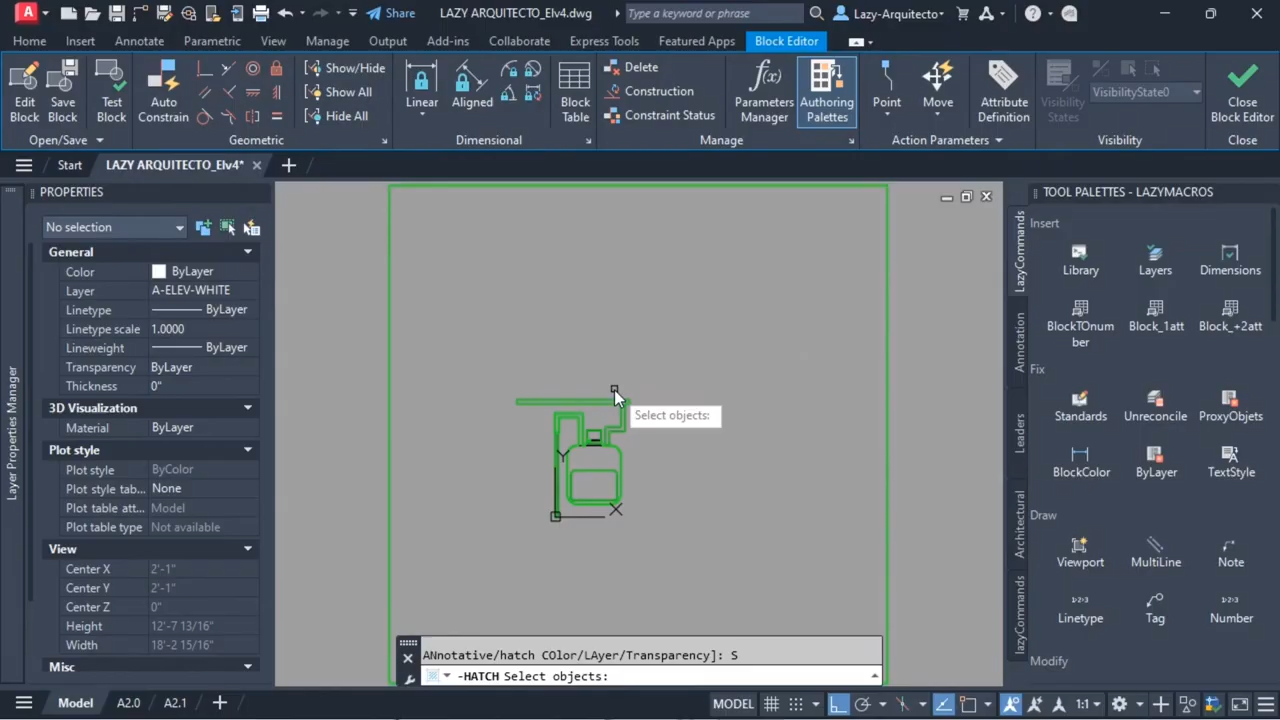 Share
LAZY ARQUITECTO_Elv4.dwg
Type a keyword or phrase
Lazy-Arquitecto
Home
Insert
Annotate
Parametric
View
Manage
Output
Add-ins
Collaborate
Express Tools
Featured Apps
Block Editor
Edit
Block
Save
Block
Test
Block
Auto
Constrain
Show/Hide
Show All
Hide All
Linear
Aligned
Block
Table
Delete
Construction
Constraint Status
f(x)
Parameters
Manager
Authoring
Palettes
Point
Move
Attribute
Definition
Visibility
States
VisibilityState0
Close
Block Editor
Open/Save
Geometric
Dimensional
Manage
Action Parameters
Visibility
Close
Start
LAZY ARQUITECTO_Elv4*
PROPERTIES
No selection
General
Color ByLayer
Layer A-ELEV-WHITE
Linetype ByLayer
Linetype scale 1.0000
Lineweight ByLayer
Transparency ByLayer
Thickness 0"
3D Visualization
Material ByLayer
Plot style
Plot style ByColor
Plot style tab... None
Plot table att... Model
Plot table type Not available
View
Center X 2'-1"
Center Y 2'-1"
Center Z 0"
Height 12'-7 13/16"
Width 18'-2 15/16"
Misc
Layer Properties Manager
Select objects:
Y
X
ANnotative/hatch COlor/LAyer/Transparency]: S
-HATCH Select objects:
TOOL PALETTES - LAZYMACROS
LazyCommands
Annotation
Leaders
Architectural
lazyCommands
Insert
Library
Layers
Dimensions
BlockTOnum
ber
Block_1att
Block_+2att
Fix
Standards
Unreconcile
ProxyObjets
BlockColor
ByLayer
TextStyle
Draw
Viewport
MultiLine
Note
Linetype
Tag
Number
Modify
Model
A2.0
A2.1
MODEL
1:1